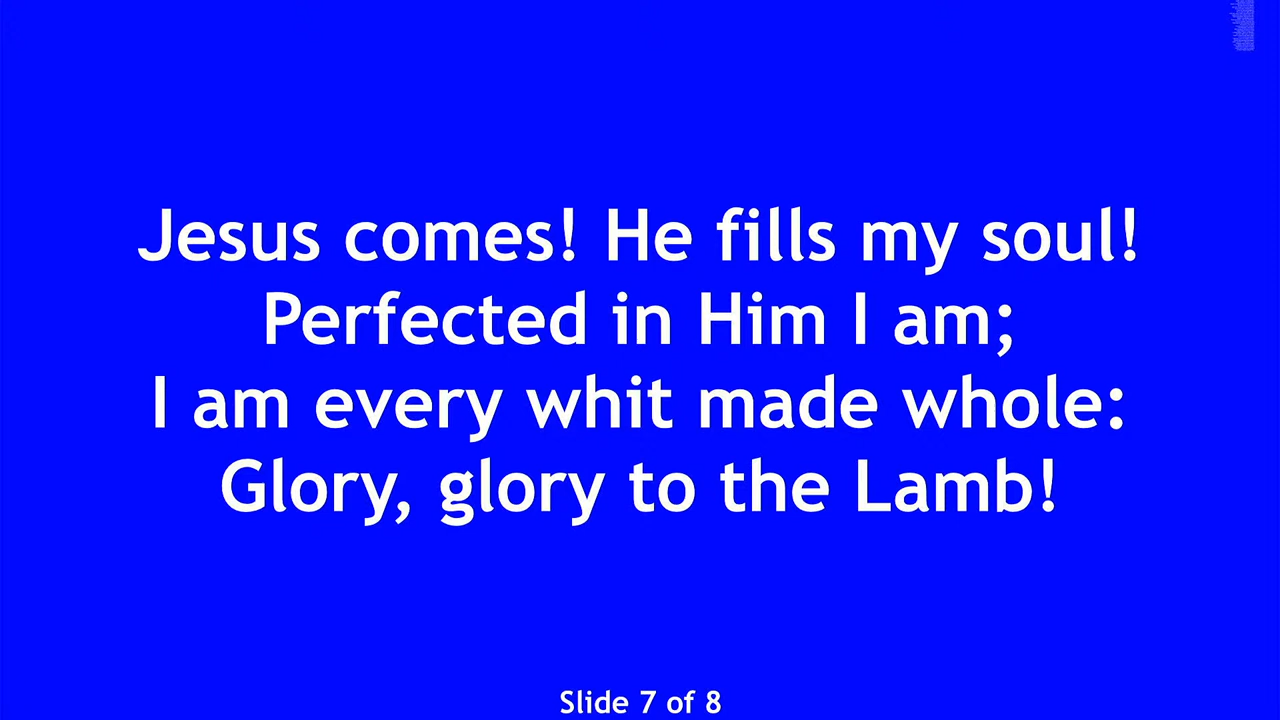 Jesus comes! He fills my soul!
Perfected in Him I am;
I am every whit made whole:
Glory, glory to the Lamb!
Slide 7 of 8